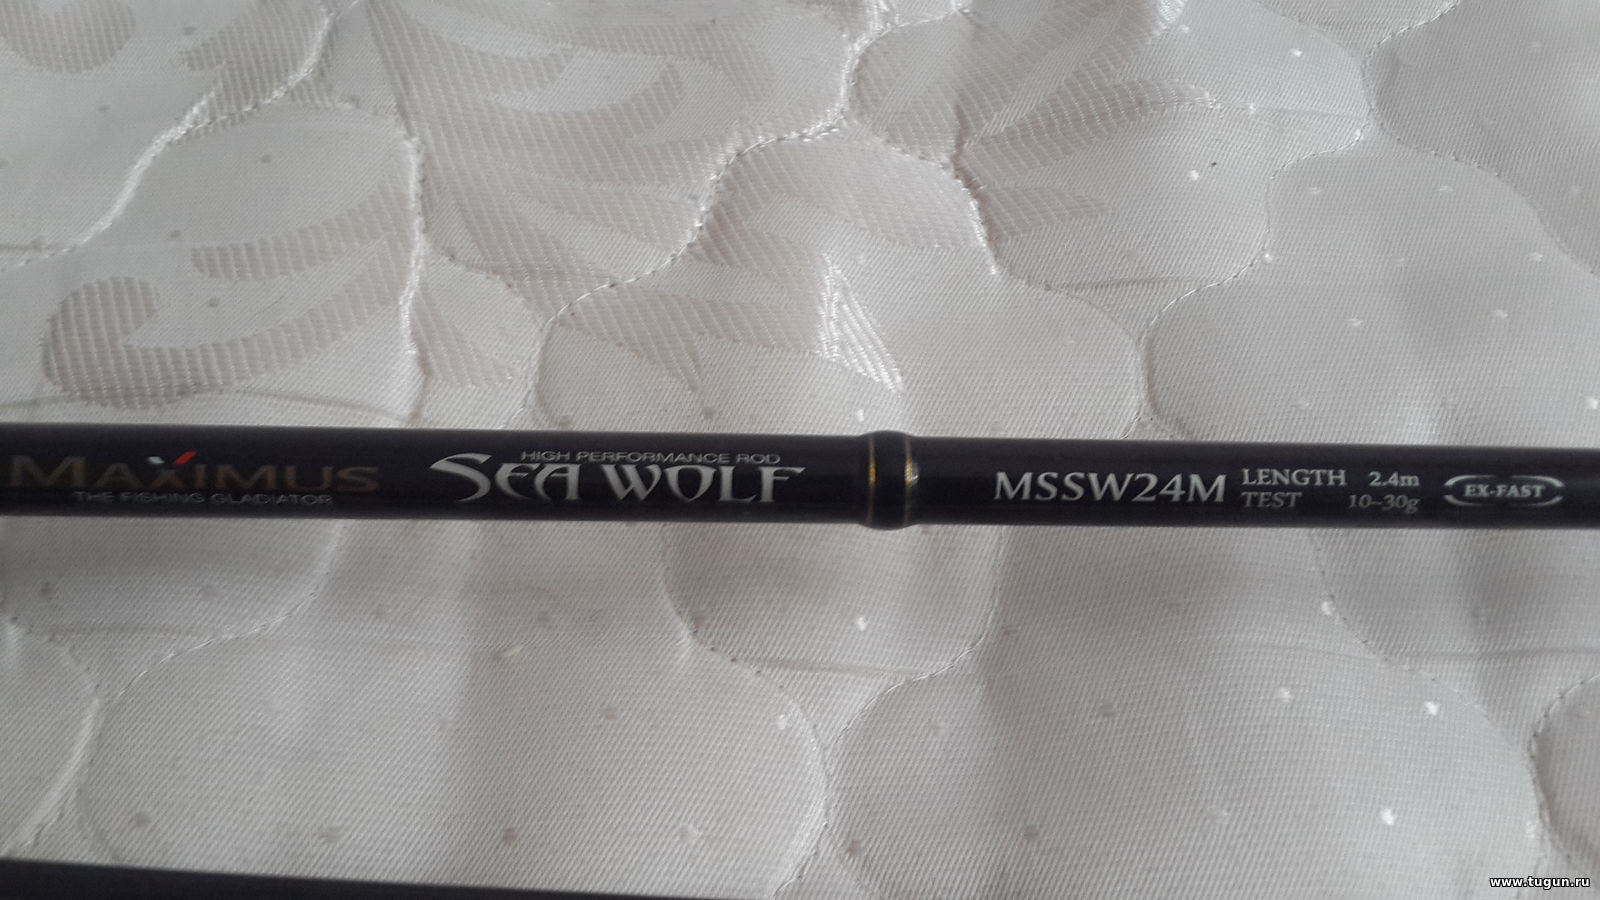 MAXIMUS
THE FISHING GLADIATOR
HIGH PERFORMANCE ROD
SEA WOLF
MSSW24M
LENGTH 2.4m
TEST 10~30g
EX-FAST
www.tugun.ru